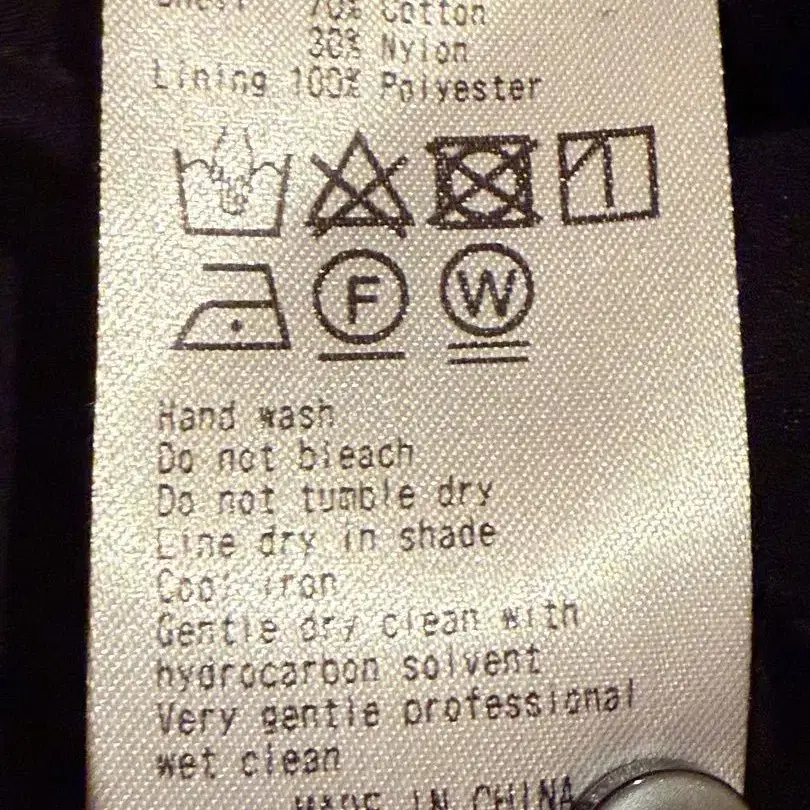 Shell 70% Cotton
30% Nylon
Lining 100% Polyester
F W
Hand wash
Do not bleach
Do not tumble dry
Line dry in shade
Cool iron
Gentle dry clean with
hydrocarbon solvent
Very gentle professional
wet clean
MADE IN CHINA